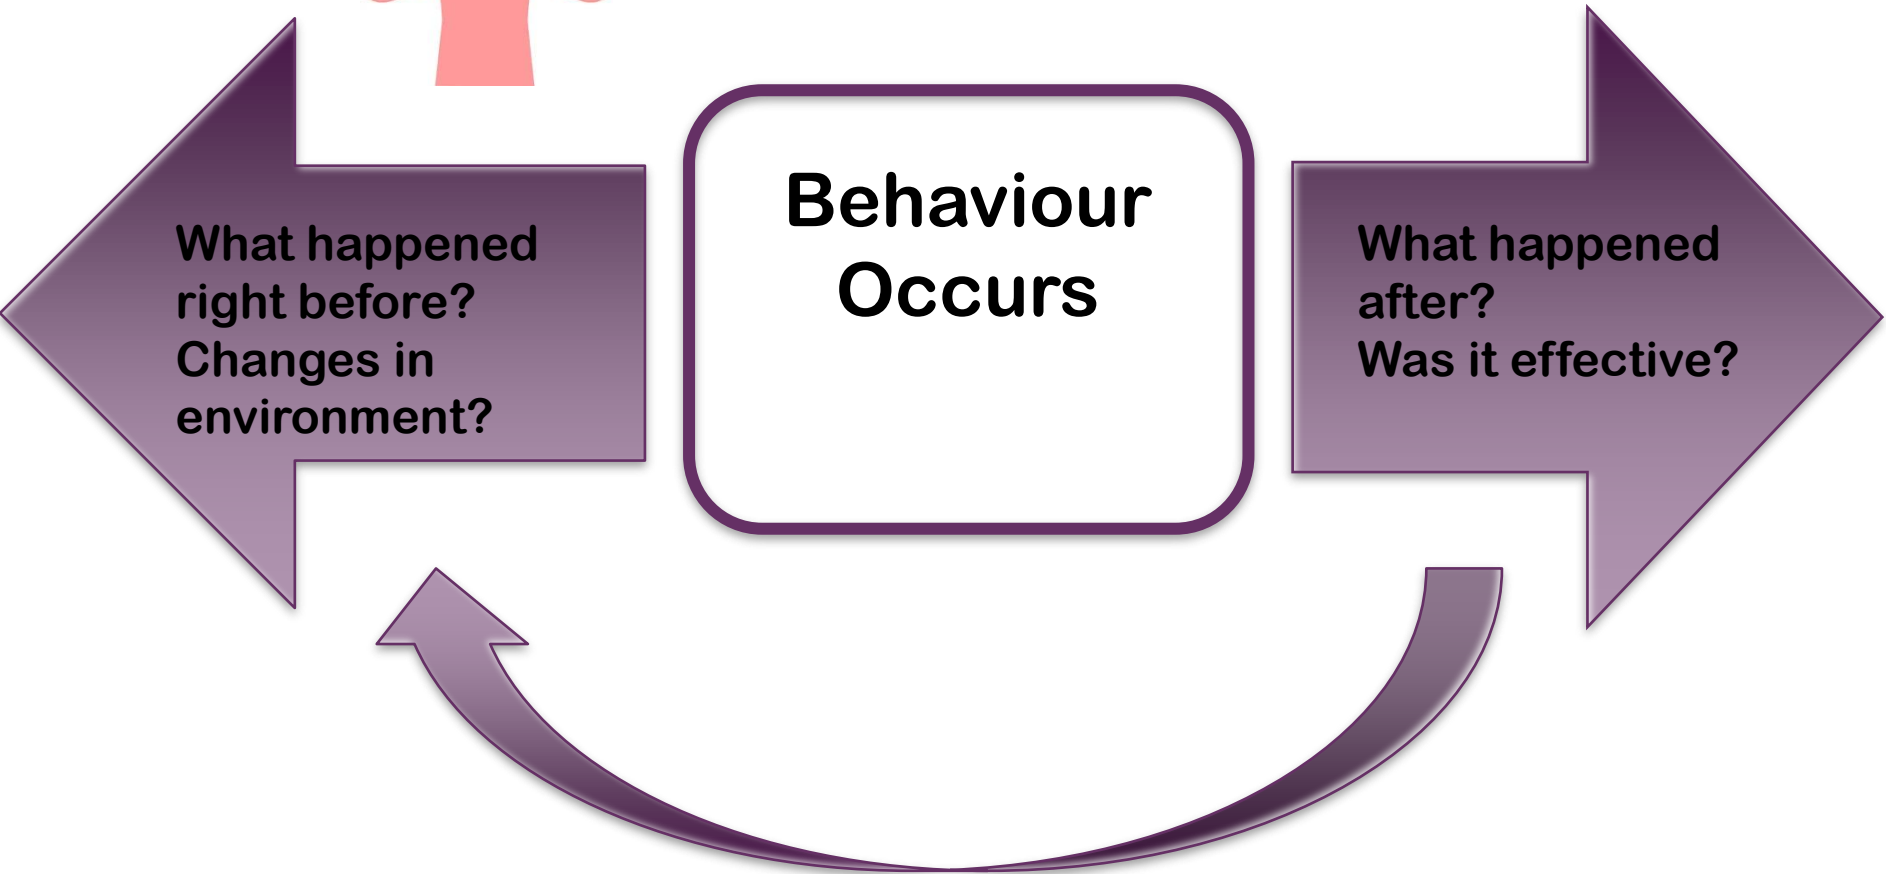 What happened
right before?
Changes in
environment?
Behaviour
Occurs
What happened
after?
Was it effective?